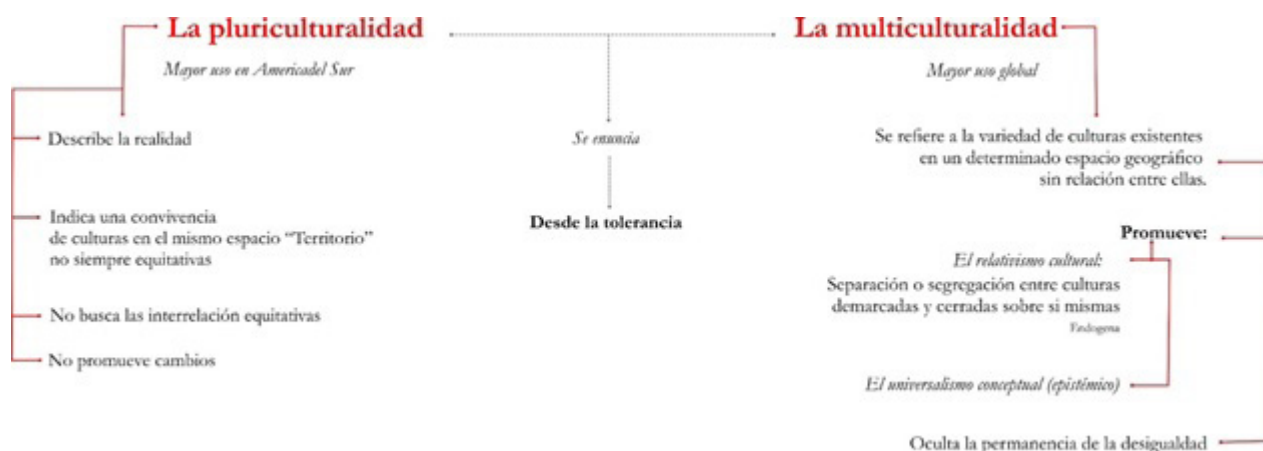 La pluriculturalidad
Mayor uso en Americadel Sur
Describe la realidad
Indica una convivencia
de culturas en el mismo espacio “Territorio”
no siempre equitativas
No busca las interrelación equitativas
No promueve cambios
Se enuncia
Desde la tolerancia
La multiculturalidad
Mayor uso global
Se refiere a la variedad de culturas existentes
en un determinado espacio geográfico
sin relación entre ellas.
Promueve:
El relativismo cultural:
Separación o segregación entre culturas
demarcadas y cerradas sobre si mismas
Endogena
El universalismo conceptual (epistémico)
Oculta la permanencia de la desigualdad